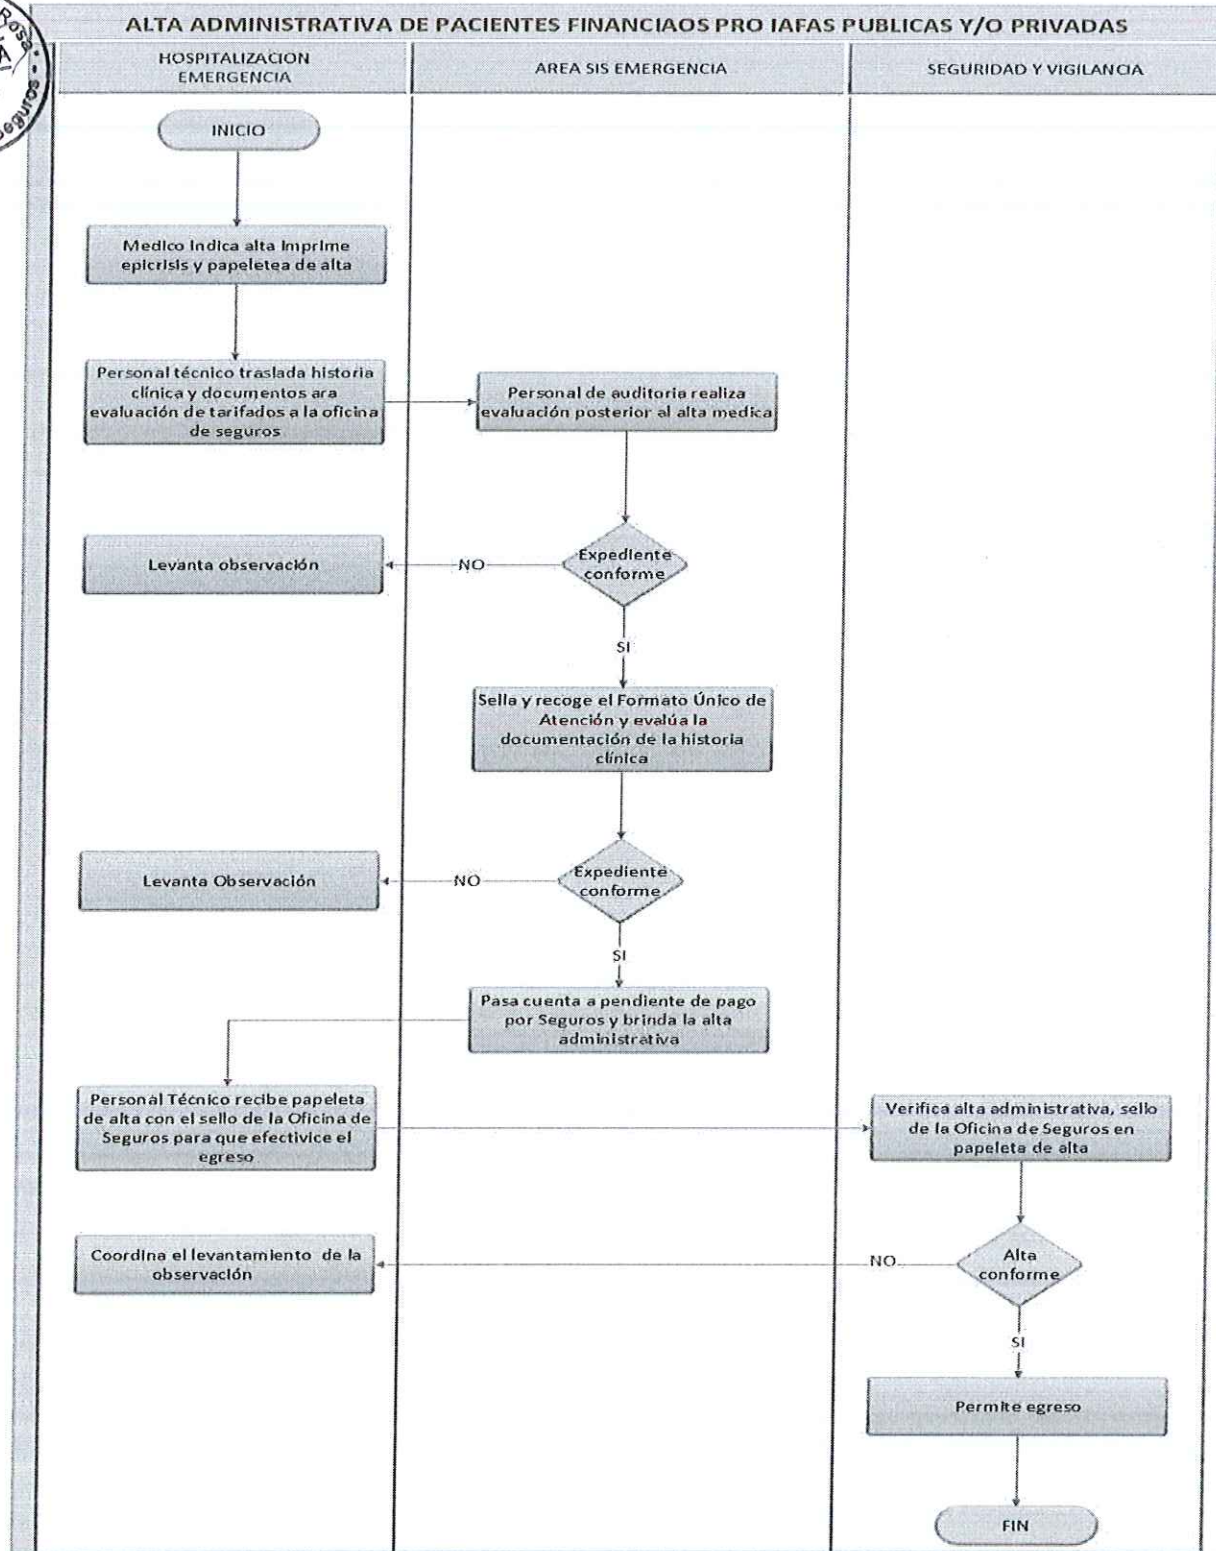 Rosa
Seguros
ALTA ADMINISTRATIVA DE PACIENTES FINANCIAOS PRO IAFAS PUBLICAS Y/O PRIVADAS
HOSPITALIZACION
EMERGENCIA
AREA SIS EMERGENCIA
SEGURIDAD Y VIGILANCIA
INICIO
Medico indica alta imprime
epicrisis y papeletea de alta
Personal técnico traslada historia
clínica y documentos ara
evaluación de tarifados a la oficina
de seguros
Personal de auditoria realiza
evaluación posterior al alta medica
Expediente
conforme
NO
Levanta observación
SI
Sella y recoge el Formato Único de
Atención y evalúa la
documentación de la historia
clínica
Expediente
conforme
NO
Levanta Observación
SI
Pasa cuenta a pendiente de pago
por Seguros y brinda la alta
administrativa
Personal Técnico recibe papeleta
de alta con el sello de la Oficina de
Seguros para que efectivice el
egreso
Verifica alta administrativa, sello
de la Oficina de Seguros en
papeleta de alta
Alta
conforme
NO
Coordina el levantamiento de la
observación
SI
Permite egreso
FIN